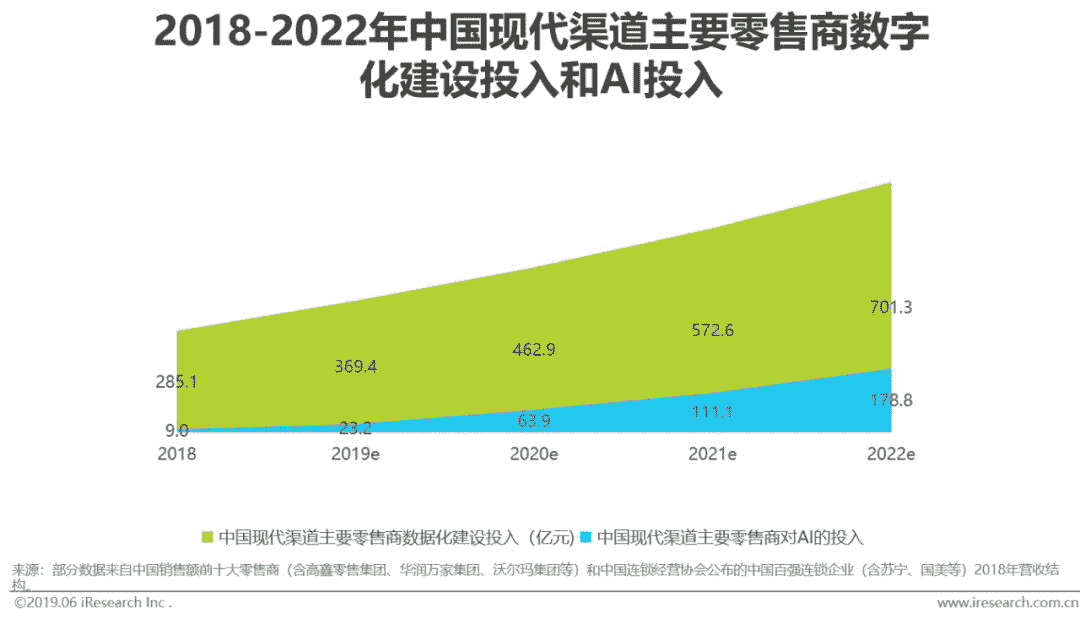 2018-2022年中国现代渠道主要零售商数字
化建设投入和AI投入
701.3
572.6
462.9
369.4
285.1
178.8
111.1
63.9
23.2
9.0
2018 2019e 2020e 2021e 2022e
中国现代渠道主要零售商数据化建设投入（亿元) 中国现代渠道主要零售商对AI的投入
来源：部分数据来自中国销售额前十大零售商（含高鑫零售集团、华润万家集团、沃尔玛集团等）和中国连锁经营协会公布的中国百强连锁企业（含苏宁、国美等）2018年营收结
构。
©2019.06 iResearch Inc . www.iresearch.com.cn